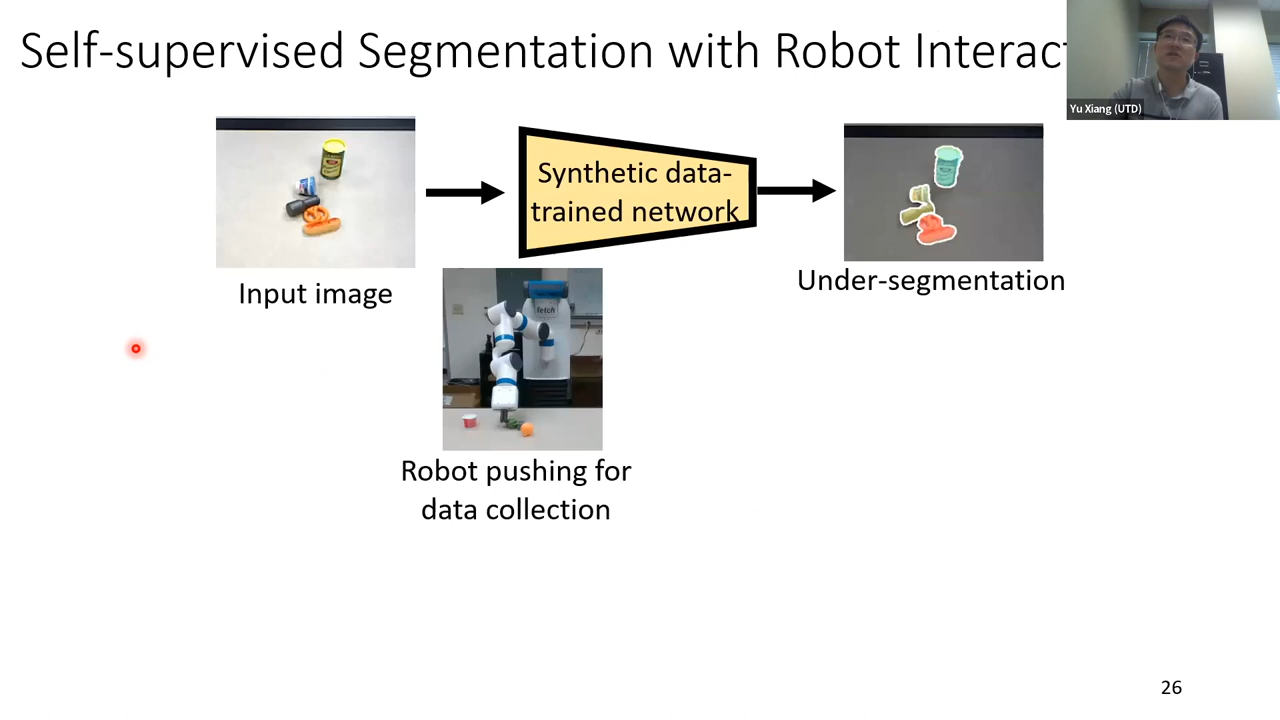 Self-supervised Segmentation with Robot Interact
Yu Xiang (UTD)
Synthetic data-
trained network
Input image
Under-segmentation
fetch
Robot pushing for
data collection
26